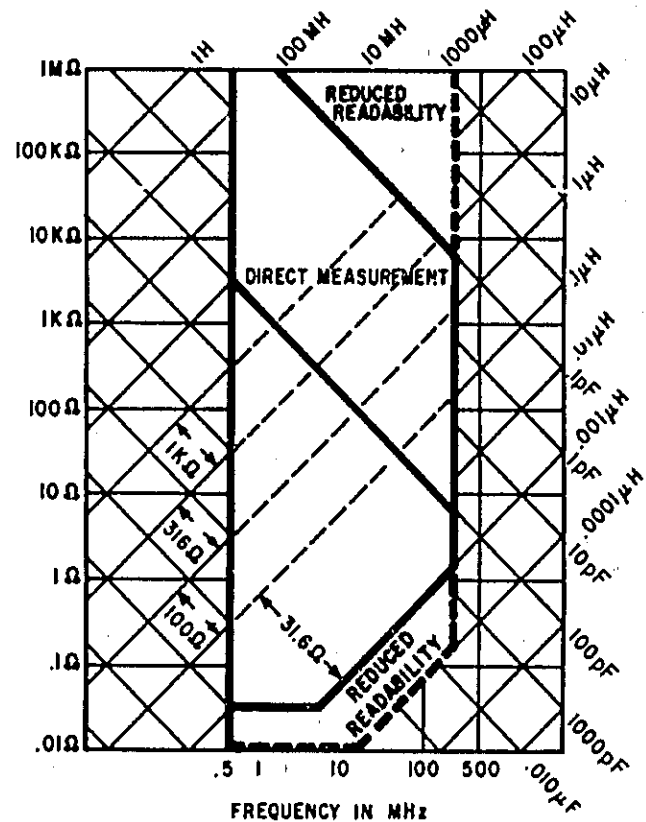 1H
100 MH
10 MH
1000μH
100μH
1MΩ
10μH
REDUCED
READABILITY
100KΩ
1μH
10KΩ
DIRECT MEASUREMENT
.1μH
1KΩ
.01μH
.1pF
100Ω
.001μH
1KΩ
1pF
10Ω
.0001μH
316Ω
10pF
1Ω
100Ω
31.6Ω
.1Ω
100pF
REDUCED
READABILITY
.01Ω
1000pF
.5 1 10 100 500
.010μF
FREQUENCY IN MHz